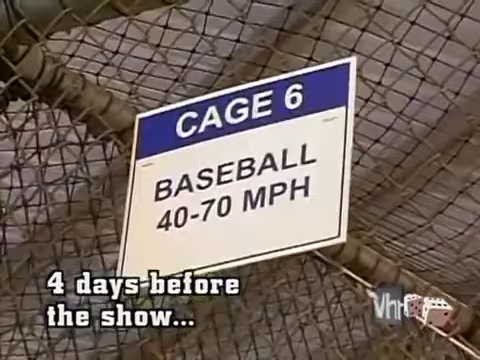 CAGE 6
BASEBALL
40-70 MPH
4 days before
the show...
Vh1